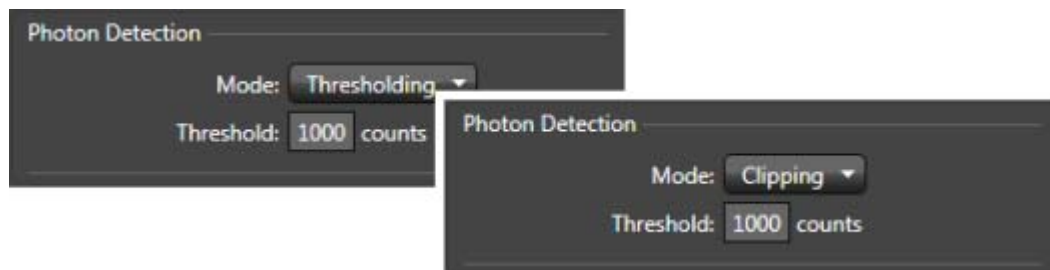 Photon Detection
Mode: Thresholding
Threshold: 1000 counts
Photon Detection
Mode: Clipping
Threshold: 1000 counts